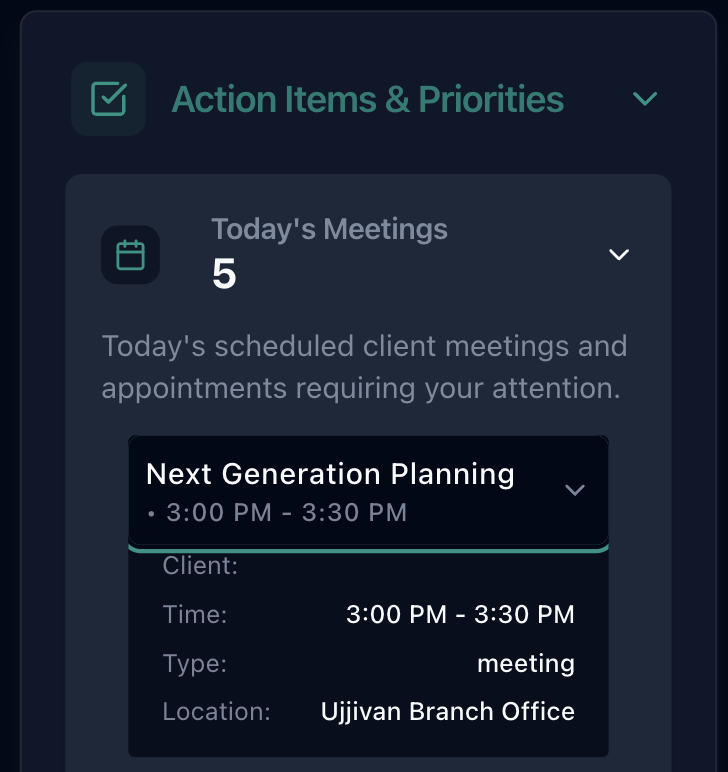 Action Items & Priorities
Today's Meetings
5
Today's scheduled client meetings and
appointments requiring your attention.
Next Generation Planning
• 3:00 PM - 3:30 PM
Client:
Time: 3:00 PM - 3:30 PM
Type: meeting
Location: Ujjivan Branch Office